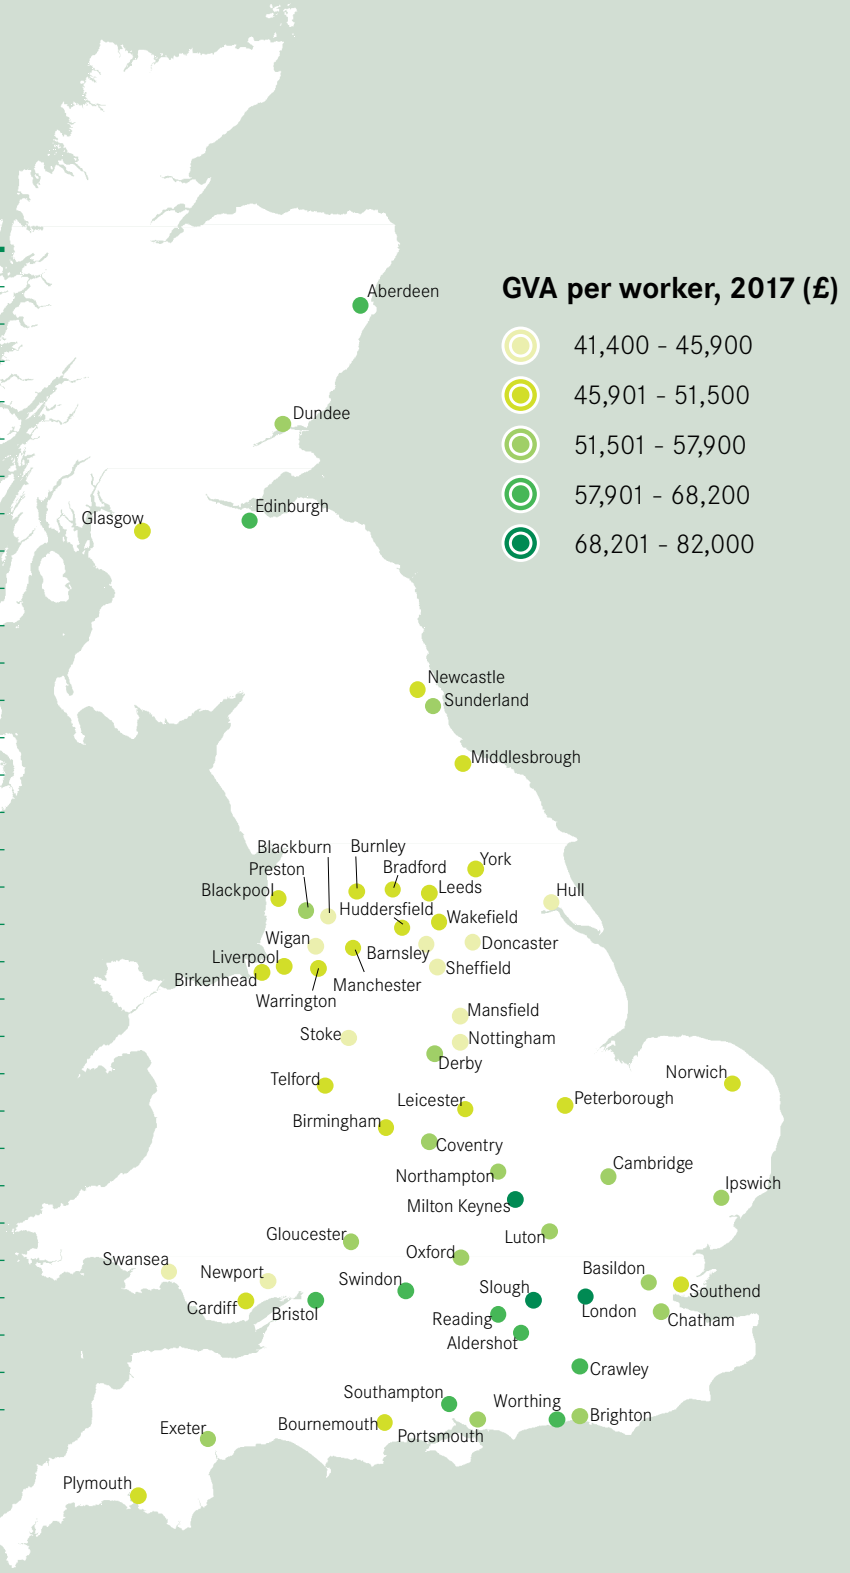 Aberdeen
GVA per worker, 2017 (£)
41,400 - 45,900
45,901 - 51,500
51,501 - 57,900
57,901 - 68,200
68,201 - 82,000
Dundee
Edinburgh
Glasgow
Newcastle
Sunderland
Middlesbrough
Blackburn
Burnley
York
Preston
Bradford
Blackpool
Leeds
Hull
Huddersfield
Wakefield
Wigan
Barnsley
Doncaster
Liverpool
Sheffield
Birkenhead
Manchester
Warrington
Mansfield
Stoke
Nottingham
Derby
Norwich
Telford
Leicester
Peterborough
Birmingham
Coventry
Cambridge
Northampton
Ipswich
Milton Keynes
Gloucester
Luton
Oxford
Swansea
Newport
Basildon
Swindon
Slough
Southend
Cardiff
Bristol
London
Reading
Chatham
Aldershot
Crawley
Southampton
Worthing
Brighton
Bournemouth
Exeter
Portsmouth
Plymouth